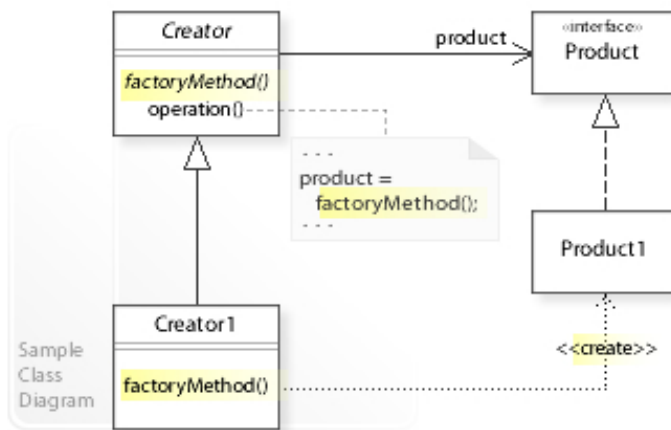 Creator
factoryMethod()
operation()
product
«interface»
Product
. . .
product =
factoryMethod();
. . .
Product1
Creator1
factoryMethod()
<<create>>
Sample
Class
Diagram